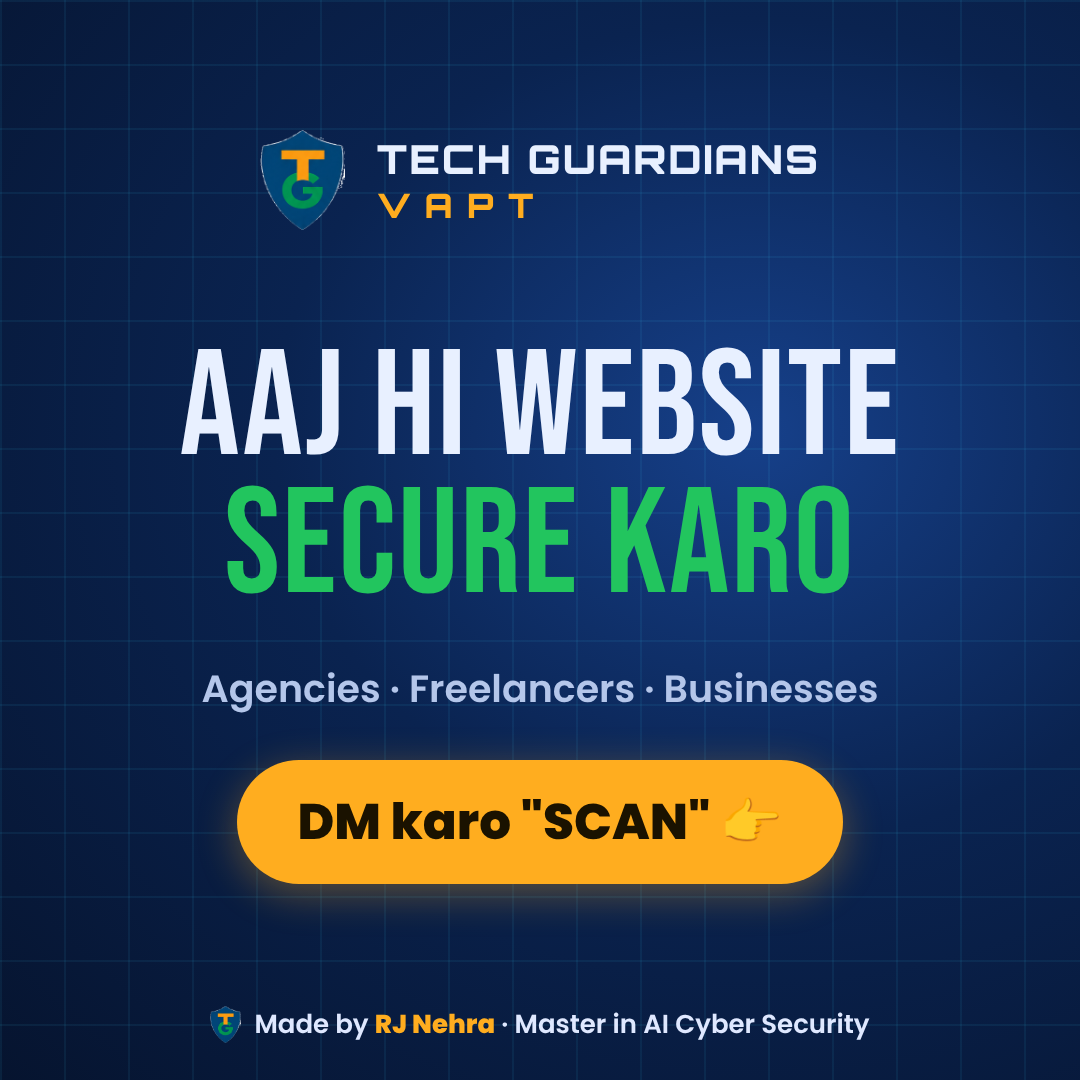 TG
TECH GUARDIANS
VAPT
AAJ HI WEBSITE
SECURE KARO
Agencies · Freelancers · Businesses
DM karo "SCAN" 👉
TG
Made by RJ Nehra · Master in AI Cyber Security